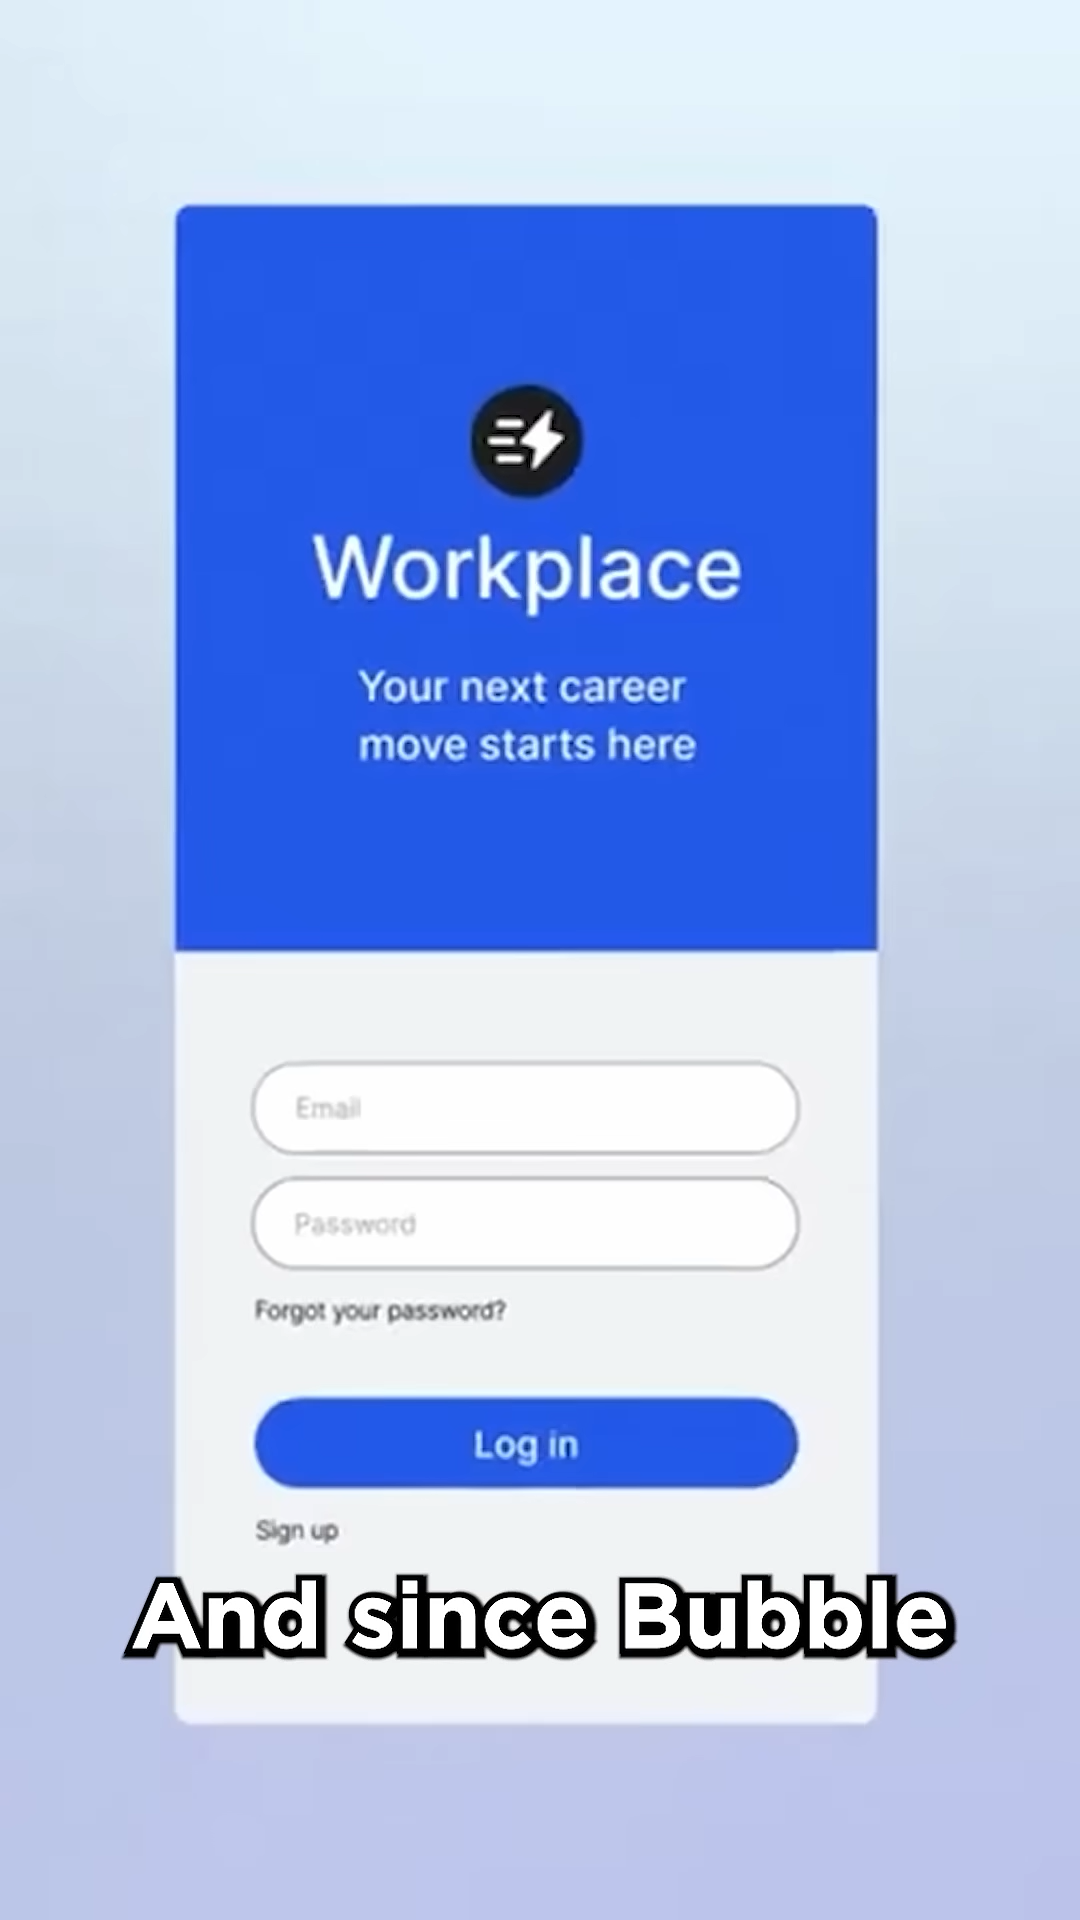 Workplace
Your next career
move starts here
Email
Password
Forgot your password?
Log in
Sign up
And since Bubble